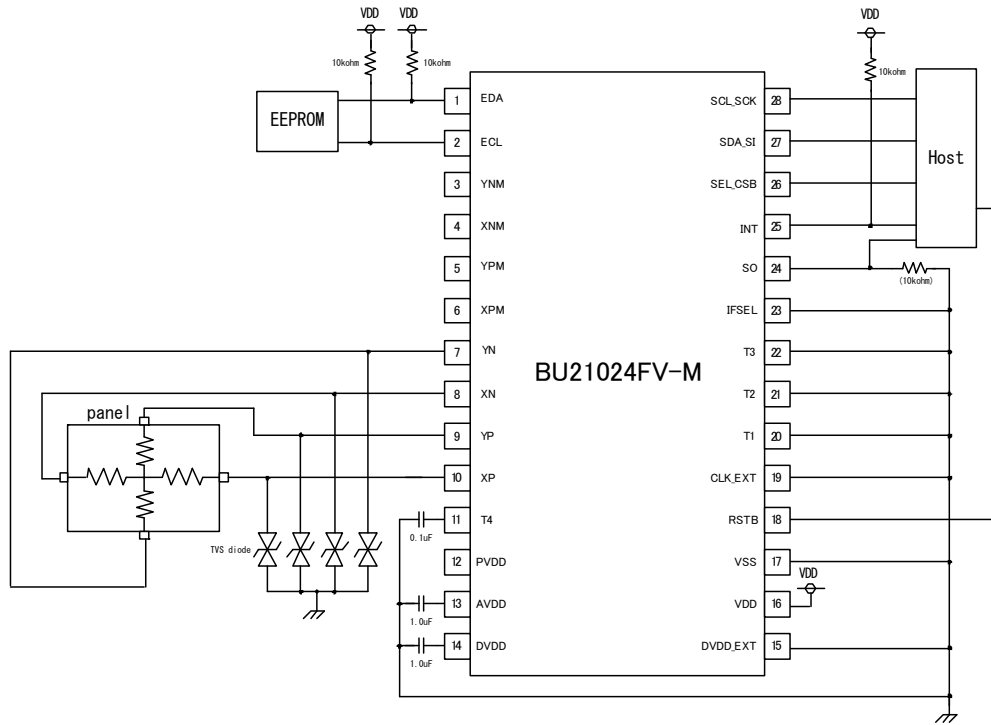 VDD
VDD
VDD
10kohm
10kohm
10kohm
EEPROM
Host
BU21024FV-M
1 EDA
2 ECL
3 YNM
4 XNM
5 YPM
6 XPM
7 YN
8 XN
9 YP
10 XP
11 T4
12 PVDD
13 AVDD
14 DVDD
SCL_SCK 28
SDA_SI 27
SEL_CSB 26
INT 25
SO 24
IFSEL 23
T3 22
T2 21
T1 20
CLK_EXT 19
RSTB 18
VSS 17
VDD 16
DVDD_EXT 15
(10kohm)
panel
TVS diode
0.1uF
1.0uF
1.0uF
VDD